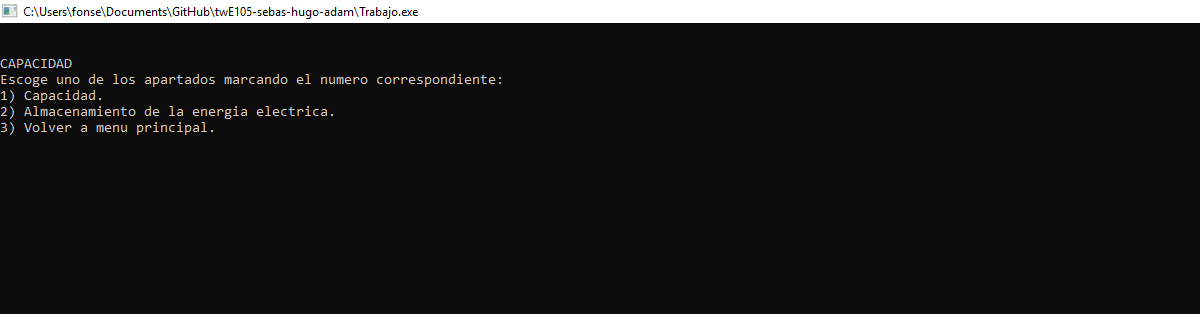 C:\Users\fonse\Documents\GitHub\twE105-sebas-hugo-adam\Trabajo.exe
CAPACIDAD
Escoge uno de los apartados marcando el numero correspondiente:
1) Capacidad.
2) Almacenamiento de la energia electrica.
3) Volver a menu principal.